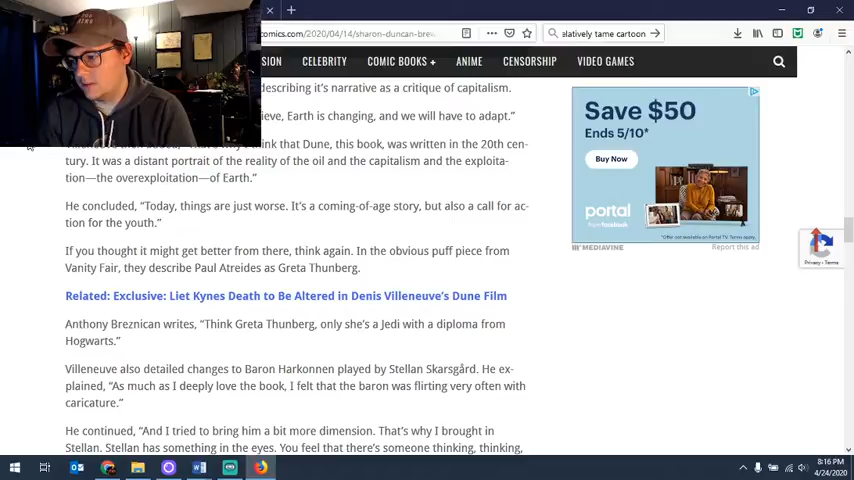 comics.com/2020/04/14/sharon-duncan-brew
elatively tame cartoon
SION
CELEBRITY
COMIC BOOKS +
ANIME
CENSORSHIP
VIDEO GAMES
describing it's narrative as a critique of capitalism.
ieve, Earth is changing, and we will have to adapt."
ink that Dune, this book, was written in the 20th cen-
tury. It was a distant portrait of the reality of the oil and the capitalism and the exploita-
tion—the overexploitation—of Earth."
He concluded, "Today, things are just worse. It's a coming-of-age story, but also a call for ac-
tion for the youth."
If you thought it might get better from there, think again. In the obvious puff piece from
Vanity Fair, they describe Paul Atreides as Greta Thunberg.
Related: Exclusive: Liet Kynes Death to Be Altered in Denis Villeneuve's Dune Film
Anthony Breznican writes, "Think Greta Thunberg, only she's a Jedi with a diploma from
Hogwarts."
Villeneuve also detailed changes to Baron Harkonnen played by Stellan Skarsgård. He ex-
plained, "As much as I deeply love the book, I felt that the baron was flirting very often with
caricature."
He continued, "And I tried to bring him a bit more dimension. That's why I brought in
Stellan. Stellan has something in the eyes. You feel that there's someone thinking, thinking,
Save $50
Ends 5/10*
Buy Now
portal
from facebook
*Offer not available on Portal TV. Terms apply.
MEDIAVINE
Report this ad
Privacy - Terms
8:16 PM
4/24/2020